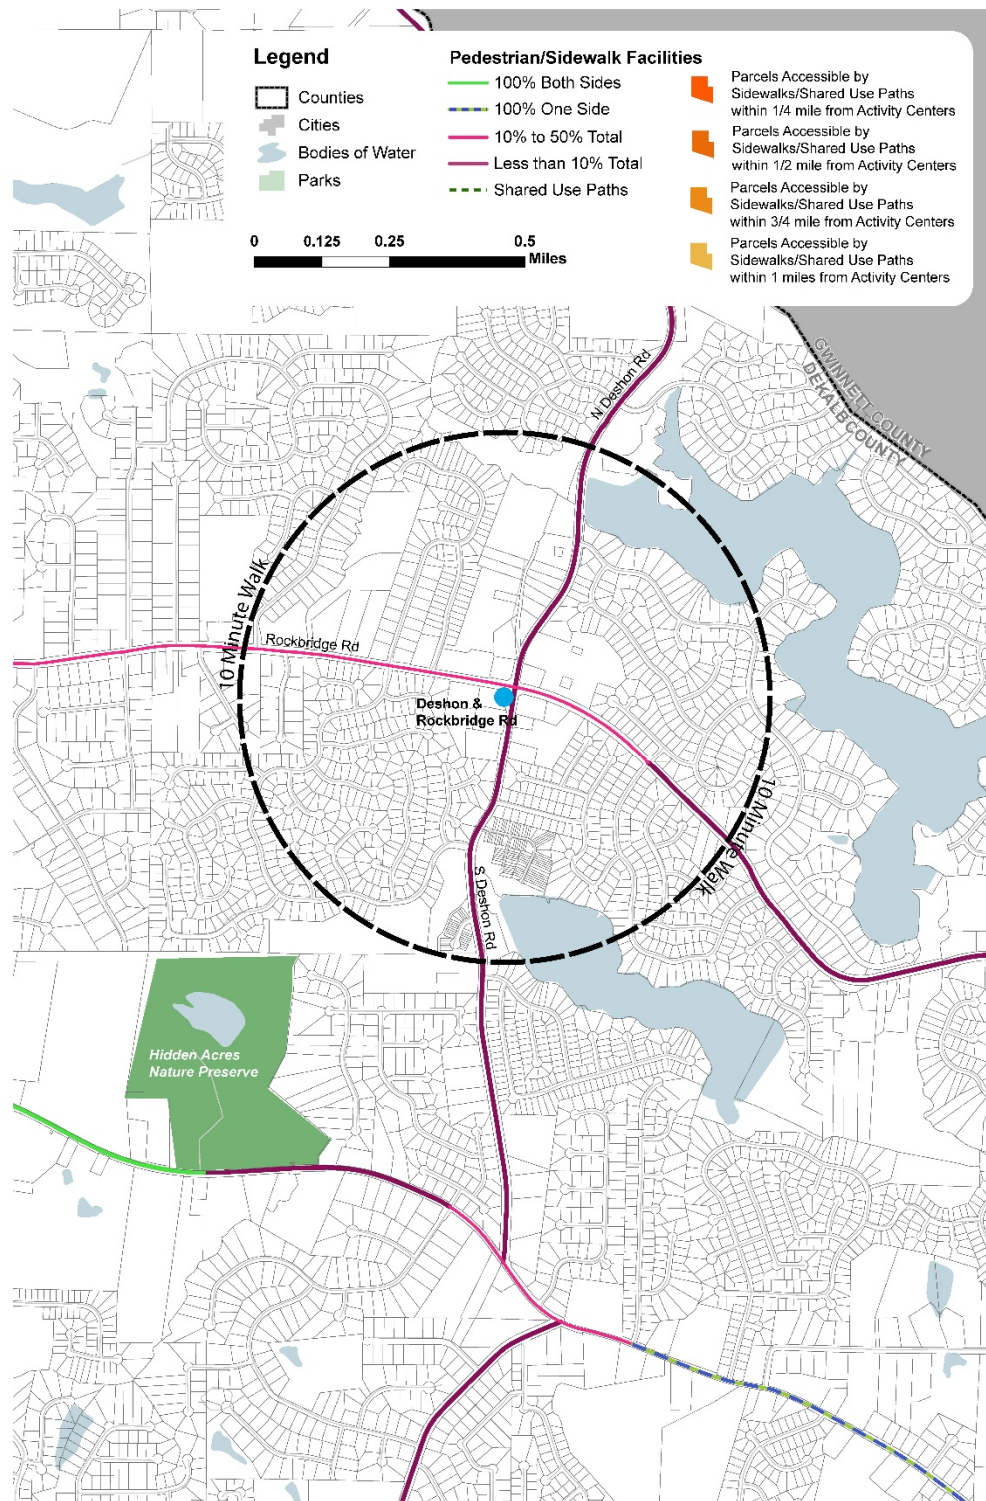 Legend
Counties
Cities
Bodies of Water
Parks
Pedestrian/Sidewalk Facilities
100% Both Sides
100% One Side
10% to 50% Total
Less than 10% Total
Shared Use Paths
Parcels Accessible by
Sidewalks/Shared Use Paths
within 1/4 mile from Activity Centers
Parcels Accessible by
Sidewalks/Shared Use Paths
within 1/2 mile from Activity Centers
Parcels Accessible by
Sidewalks/Shared Use Paths
within 3/4 mile from Activity Centers
Parcels Accessible by
Sidewalks/Shared Use Paths
within 1 miles from Activity Centers
0 0.125 0.25 0.5
Miles
GWINNETT COUNTY
DEKALB COUNTY
N Deshon Rd
10 Minute Walk
Rockbridge Rd
Deshon &
Rockbridge Rd
10 Minute Walk
S Deshon Rd
Hidden Acres
Nature Preserve